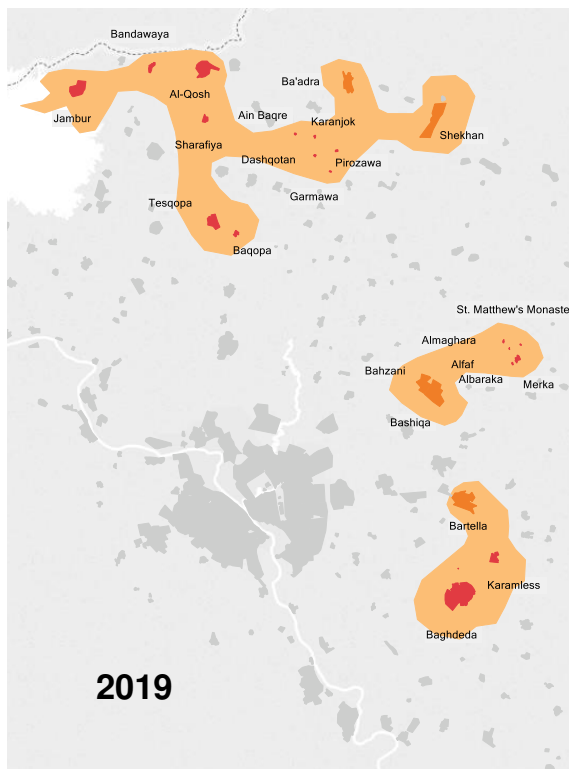 Bandawaya
Ba'adra
Al-Qosh
Jambur
Ain Baqre
Karanjok
Shekhan
Sharafiya
Dashqotan
Pirozawa
Garmawa
Tesqopa
Baqopa
St. Matthew's Monaste
Almaghara
Alfaf
Bahzani
Albaraka
Merka
Bashiqa
Bartella
Karamless
Baghdeda
2019